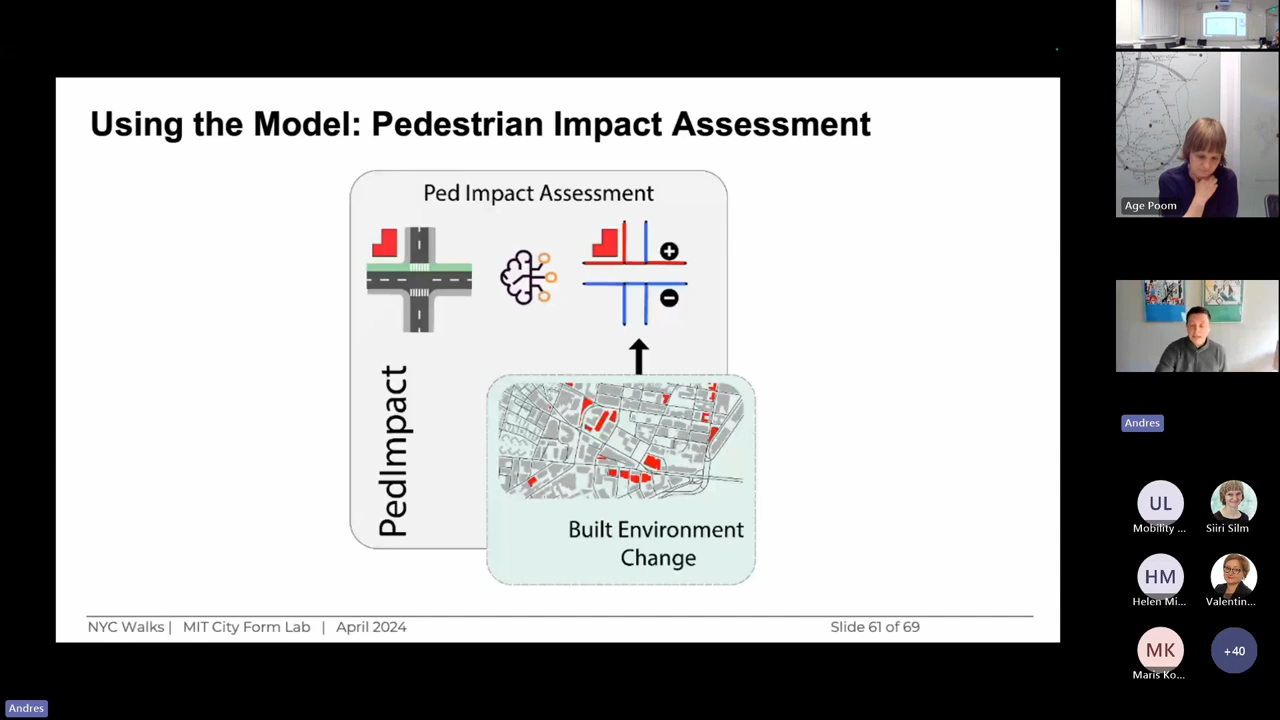 Using the Model: Pedestrian Impact Assessment
Ped Impact Assessment
PedImpact
Built Environment
Change
NYC Walks | MIT City Form Lab | April 2024
Slide 61 of 69
Andres
Age Poom
Andres
UL
Mobility ...
Siiri Silm
HM
Helen Mi...
Valentin...
MK
Maris Ko...
+40